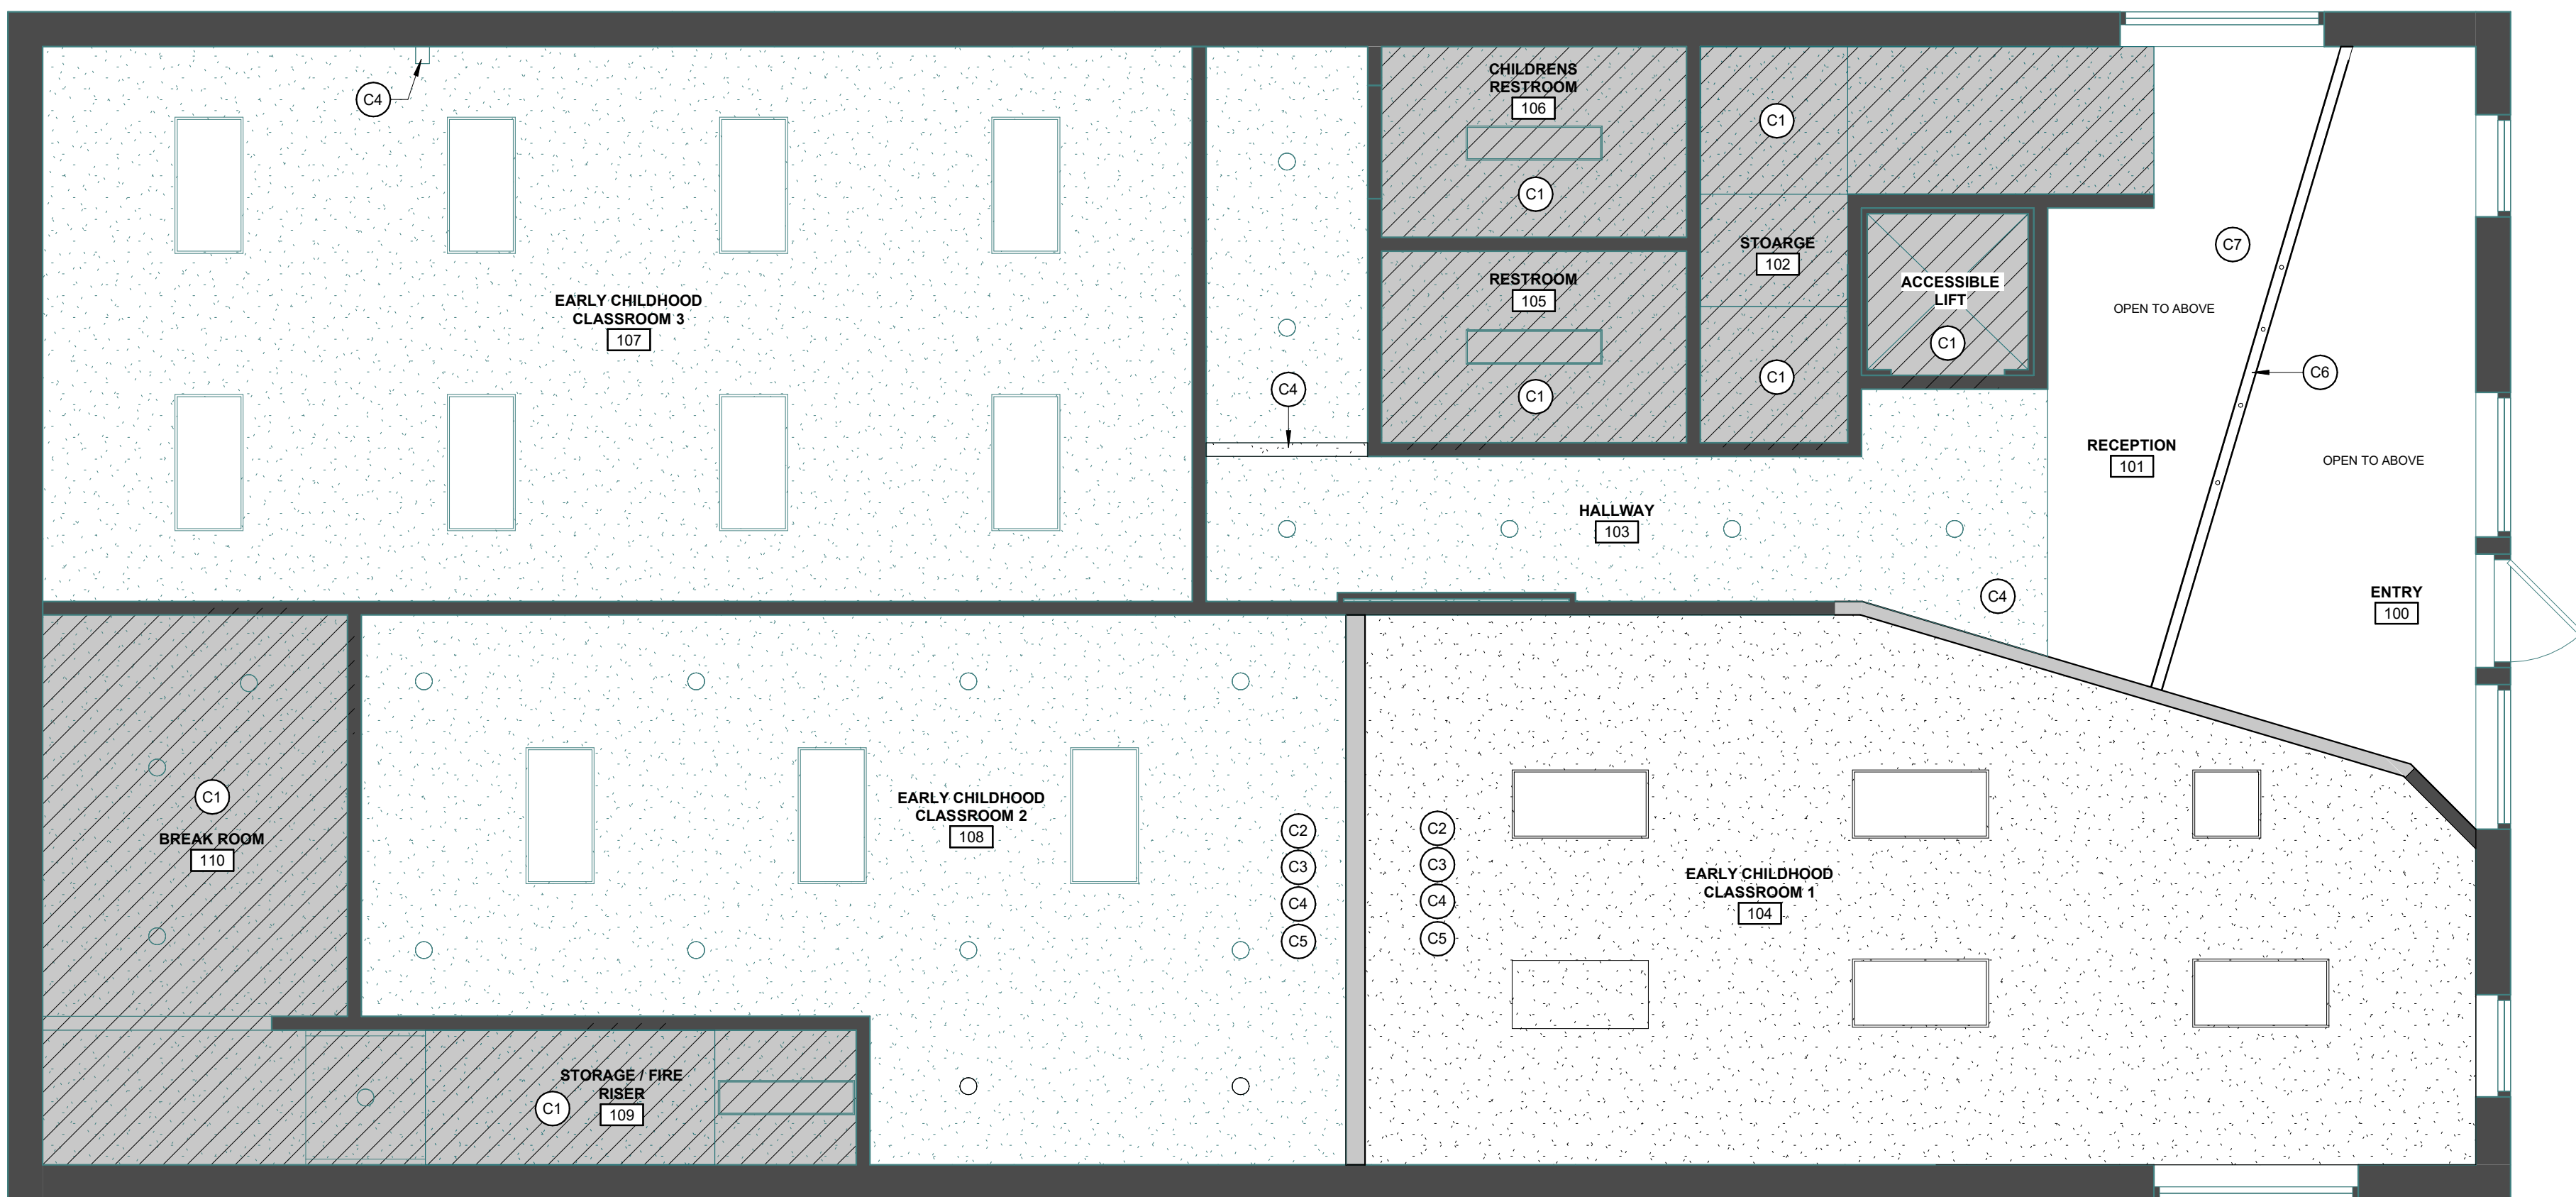 C4
EARLY CHILDHOOD
CLASSROOM 3
107
C4
CHILDRENS
RESTROOM
106
C1
RESTROOM
105
C1
C1
STOARGE
102
C1
ACCESSIBLE
LIFT
C1
C7
OPEN TO ABOVE
C6
RECEPTION
101
OPEN TO ABOVE
HALLWAY
103
C4
ENTRY
100
C1
BREAK ROOM
110
EARLY CHILDHOOD
CLASSROOM 2
108
C2
C3
C4
C5
C2
C3
C4
C5
EARLY CHILDHOOD
CLASSROOM 1
104
STORAGE / FIRE
RISER
109
C1